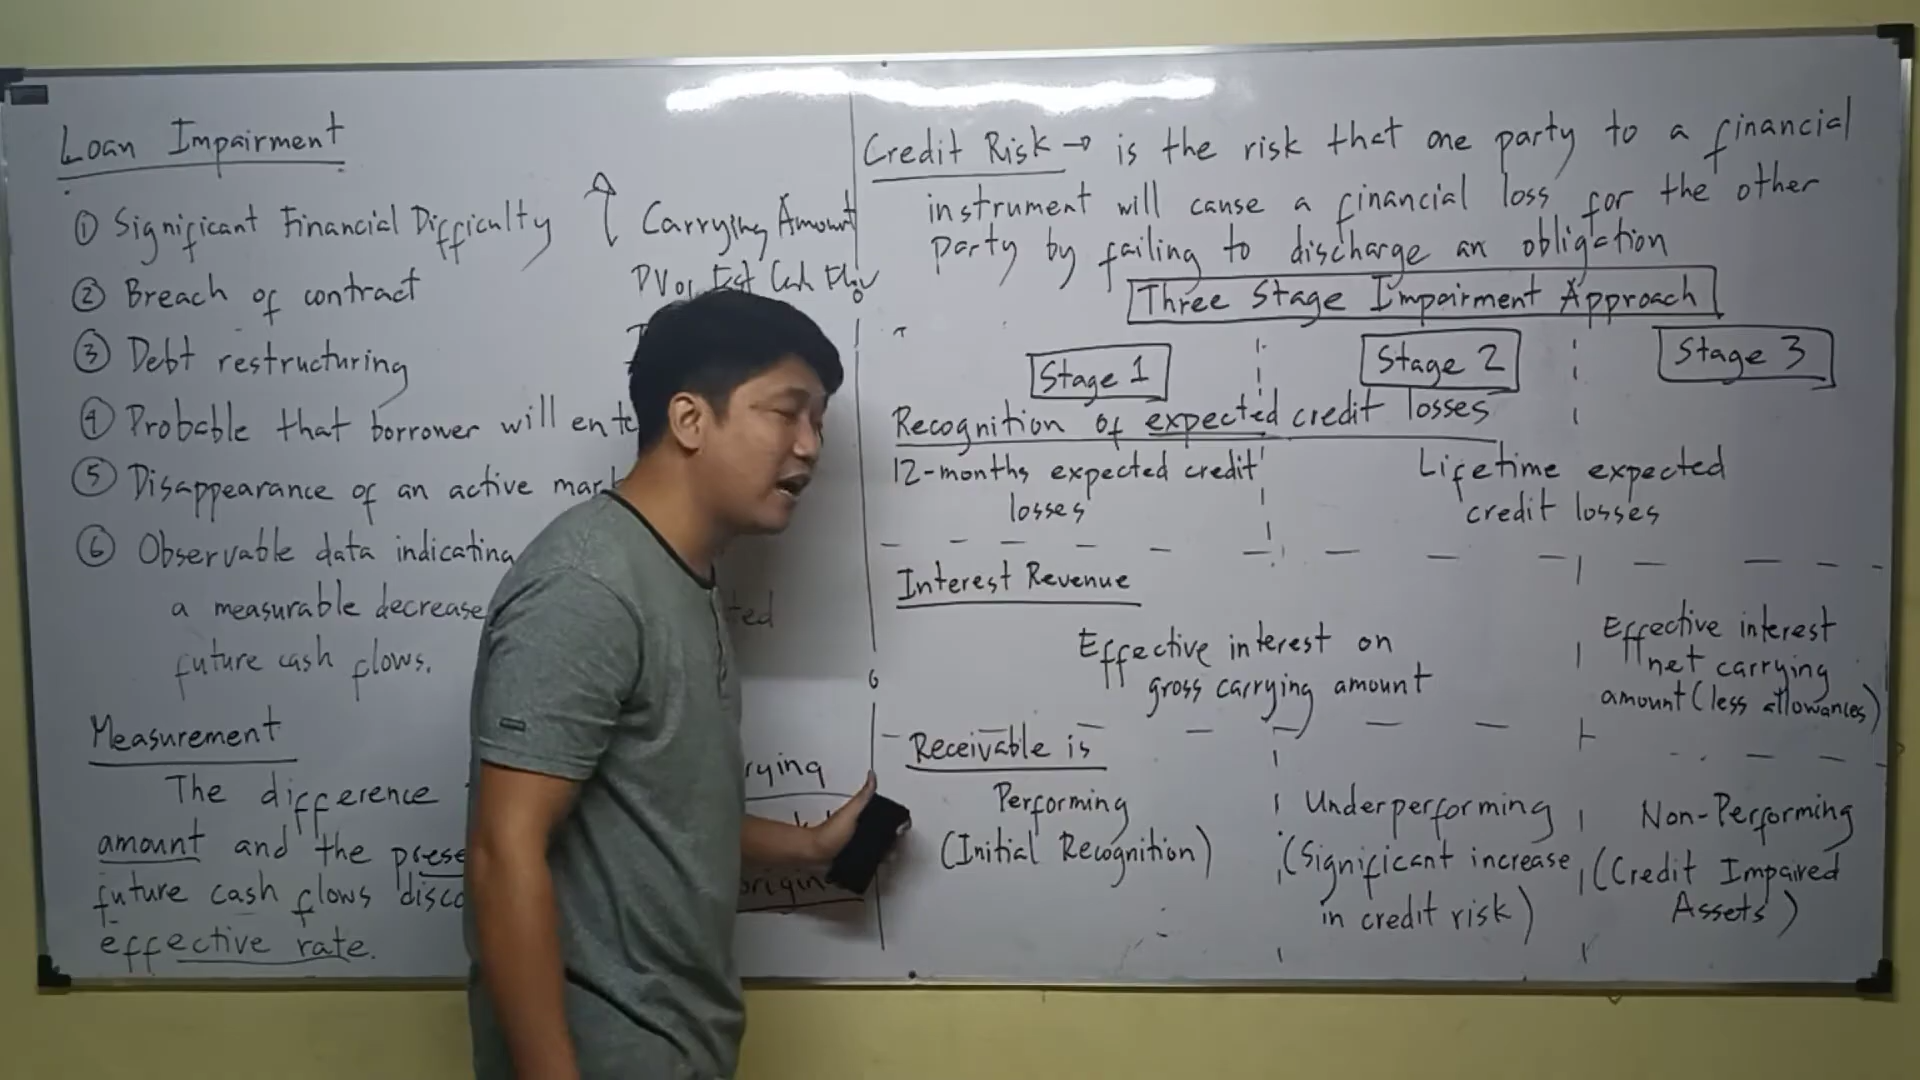 Loan Impairment
① Significant Financial Difficulty
② Breach of contract
③ Debt restructuring
④ Probable that borrower will ente
⑤ Disappearance of an active mar
⑥ Observable data indicating
a measurable decrease ted
future cash flows.
Carrying Amount
PV of Est Cash Flow
Measurement
The difference rying
amount and the prese
future cash flows disco origin
effective rate.
Credit Risk → is the risk that one party to a financial
instrument will cause a financial loss for the other
party by failing to discharge an obligation
Three Stage Impairment Approach
Stage 1 Stage 2 Stage 3
Recognition of expected credit losses
12-months expected credit Lifetime expected
losses credit losses
Interest Revenue
Effective interest on
gross carrying amount
Effective interest
net carrying
amount (less allowances)
Receivable is
Performing
(Initial Recognition)
Underperforming
(Significant increase
in credit risk)
Non-Performing
(Credit Impaired
Assets)